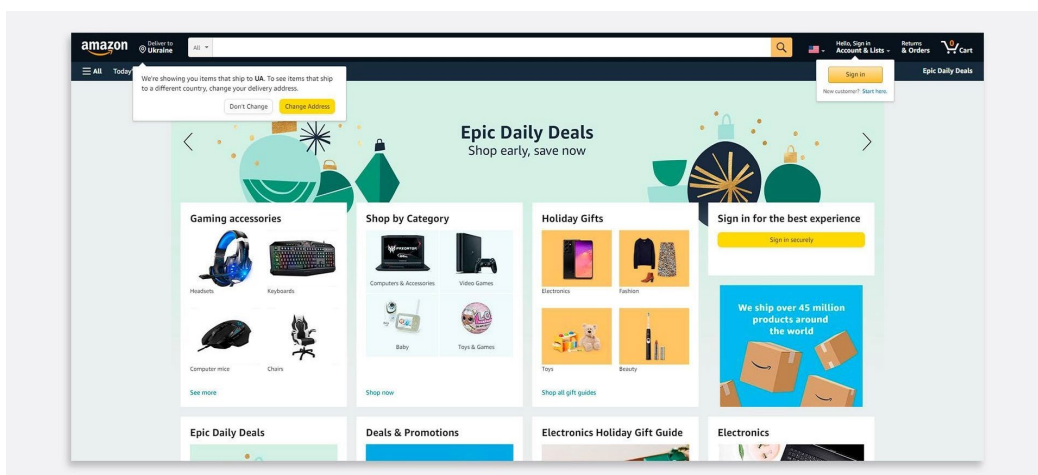 amazon
Deliver to
Ukraine
All
Hello, Sign in
Account & Lists
Returns
& Orders
0
Cart
All
Today'
Epic Daily Deals
We're showing you items that ship to UA. To see items that ship
to a different country, change your delivery address.
Don't Change
Change Address
Sign in
New customer? Start here.
Epic Daily Deals
Shop early, save now
Gaming accessories
Headsets
Keyboards
Computer mice
Chairs
See more
Shop by Category
PREDATOR
Computers & Accessories
Video Games
Baby
Toys & Games
Shop now
Holiday Gifts
Electronics
Fashion
Toys
Beauty
Shop all gift guides
Sign in for the best experience
Sign in securely
We ship over 45 million
products around
the world
Epic Daily Deals
Deals & Promotions
Electronics Holiday Gift Guide
Electronics